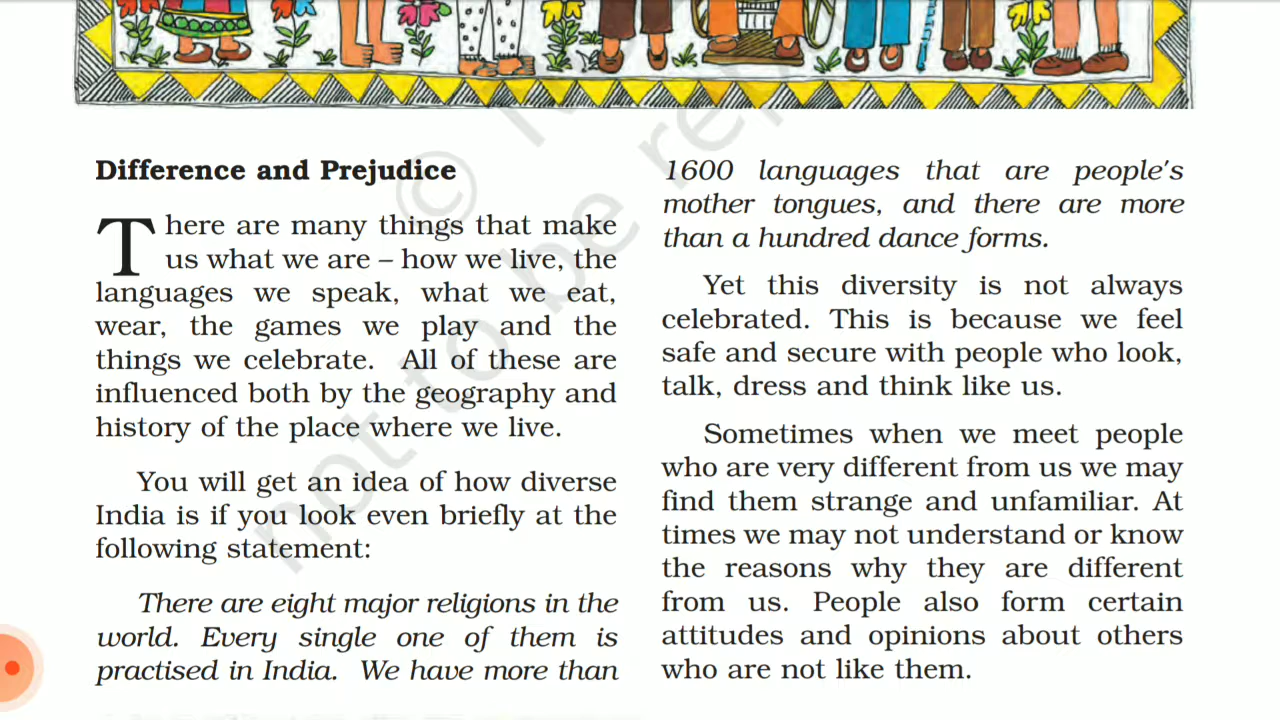 Difference and Prejudice
There are many things that make
us what we are – how we live, the
languages we speak, what we eat,
wear, the games we play and the
things we celebrate. All of these are
influenced both by the geography and
history of the place where we live.
You will get an idea of how diverse
India is if you look even briefly at the
following statement:
There are eight major religions in the
world. Every single one of them is
practised in India. We have more than
1600 languages that are people's
mother tongues, and there are more
than a hundred dance forms.
Yet this diversity is not always
celebrated. This is because we feel
safe and secure with people who look,
talk, dress and think like us.
Sometimes when we meet people
who are very different from us we may
find them strange and unfamiliar. At
times we may not understand or know
the reasons why they are different
from us. People also form certain
attitudes and opinions about others
who are not like them.
©
not to be